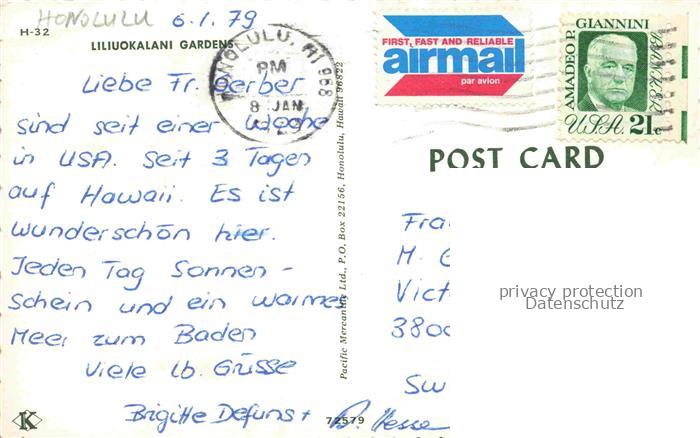 HONOLULU 6.1.79
H-32
LILIUOKALANI GARDENS
Liebe Fr. Gerber
sind seit einer Woche
in USA. Seit 3 Tagen
auf Hawaii. Es ist
wunderschön hier.
Jeden Tag Sonnen-
schein und ein warmes
Meer zum Baden
Viele lb. Grüsse
Brigitte Defuns + B. Hesse
K
72579
Pacific Mercantile Ltd., P.O. Box 22156, Honolulu, Hawaii 96822
HONOLULU, HI 968
PM
8 JAN
FIRST, FAST AND RELIABLE
airmail
par avion
AMADEO P. GIANNINI
U.S.A. 21c
POST CARD
Fra
M. G
Vict
380
Sw
privacy protection
Datenschutz